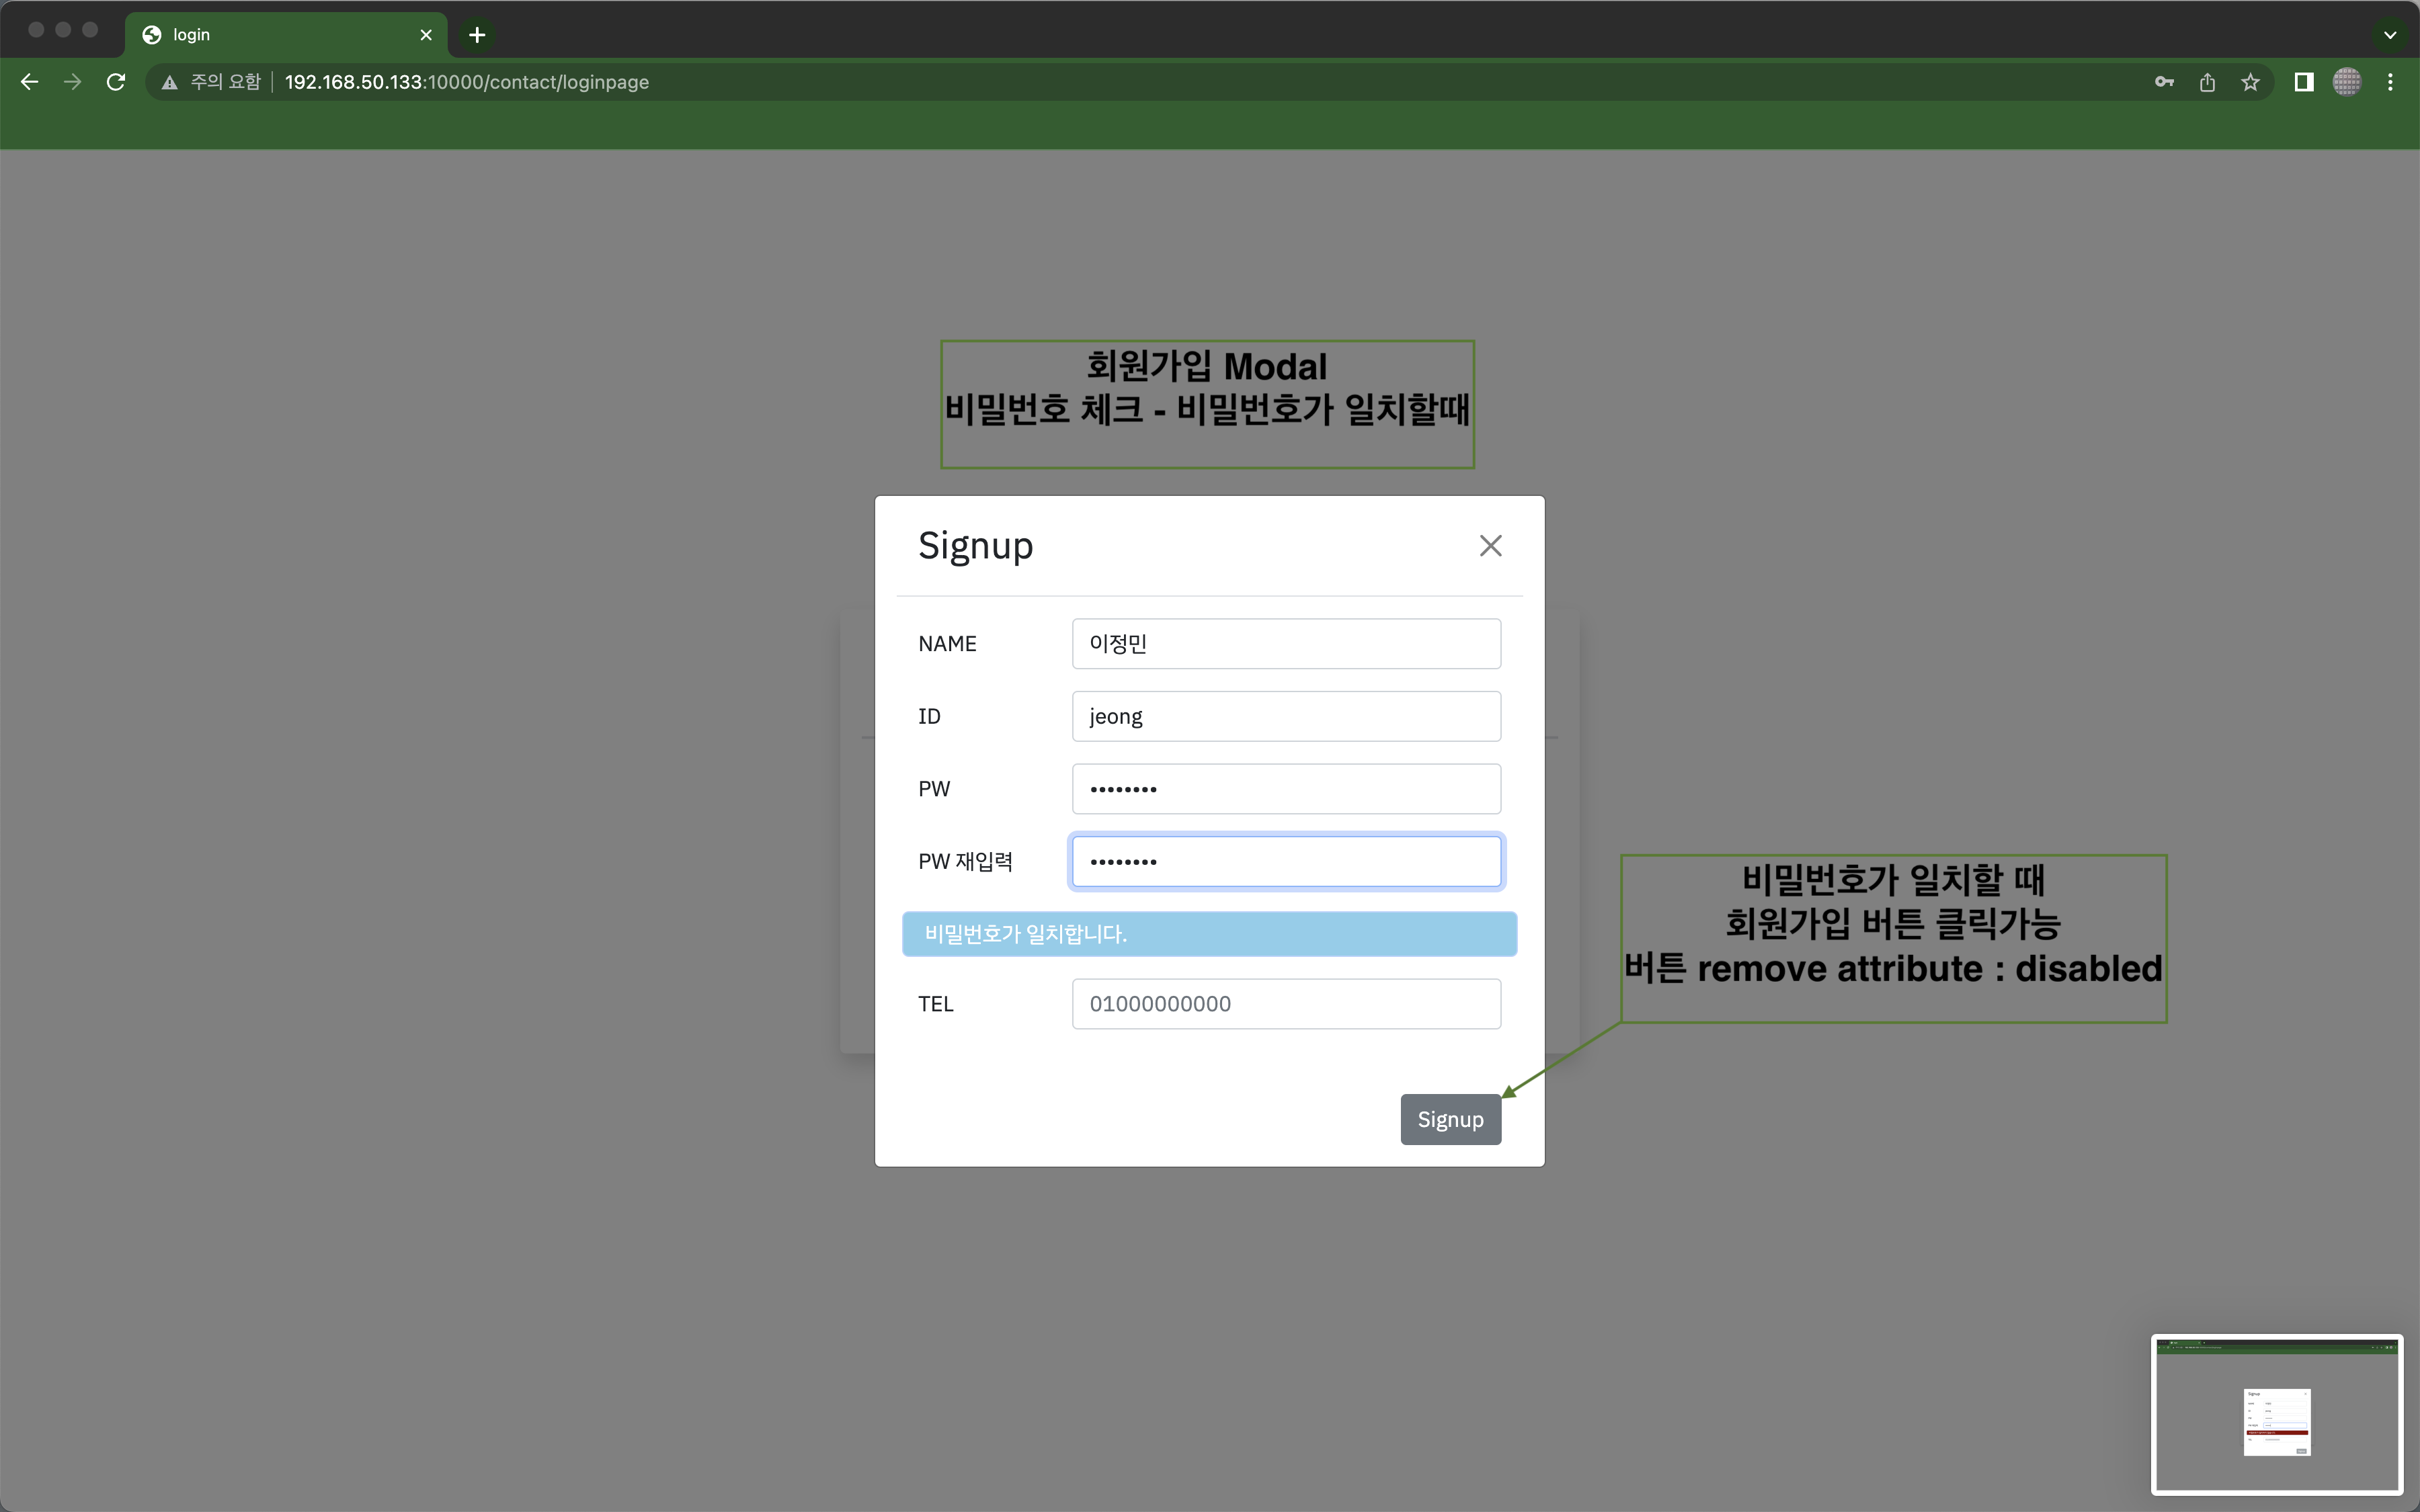 login
주의 요함
192.168.50.133:10000/contact/loginpage
회원가입 Modal
비밀번호 체크 - 비밀번호가 일치할때
Signup
NAME
이정민
ID
jeong
PW
••••••••
PW 재입력
••••••••
비밀번호가 일치합니다.
TEL
01000000000
Signup
비밀번호가 일치할 때
회원가입 버튼 클릭가능
버튼 remove attribute : disabled
Signup